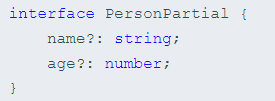 interface PersonPartial {
    name?: string;
    age?: number;
}